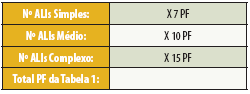 Nº ALIs Simples: X 7 PF
Nº ALIs Médio: X 10 PF
Nº ALIs Complexo: X 15 PF
Total PF da Tabela 1: